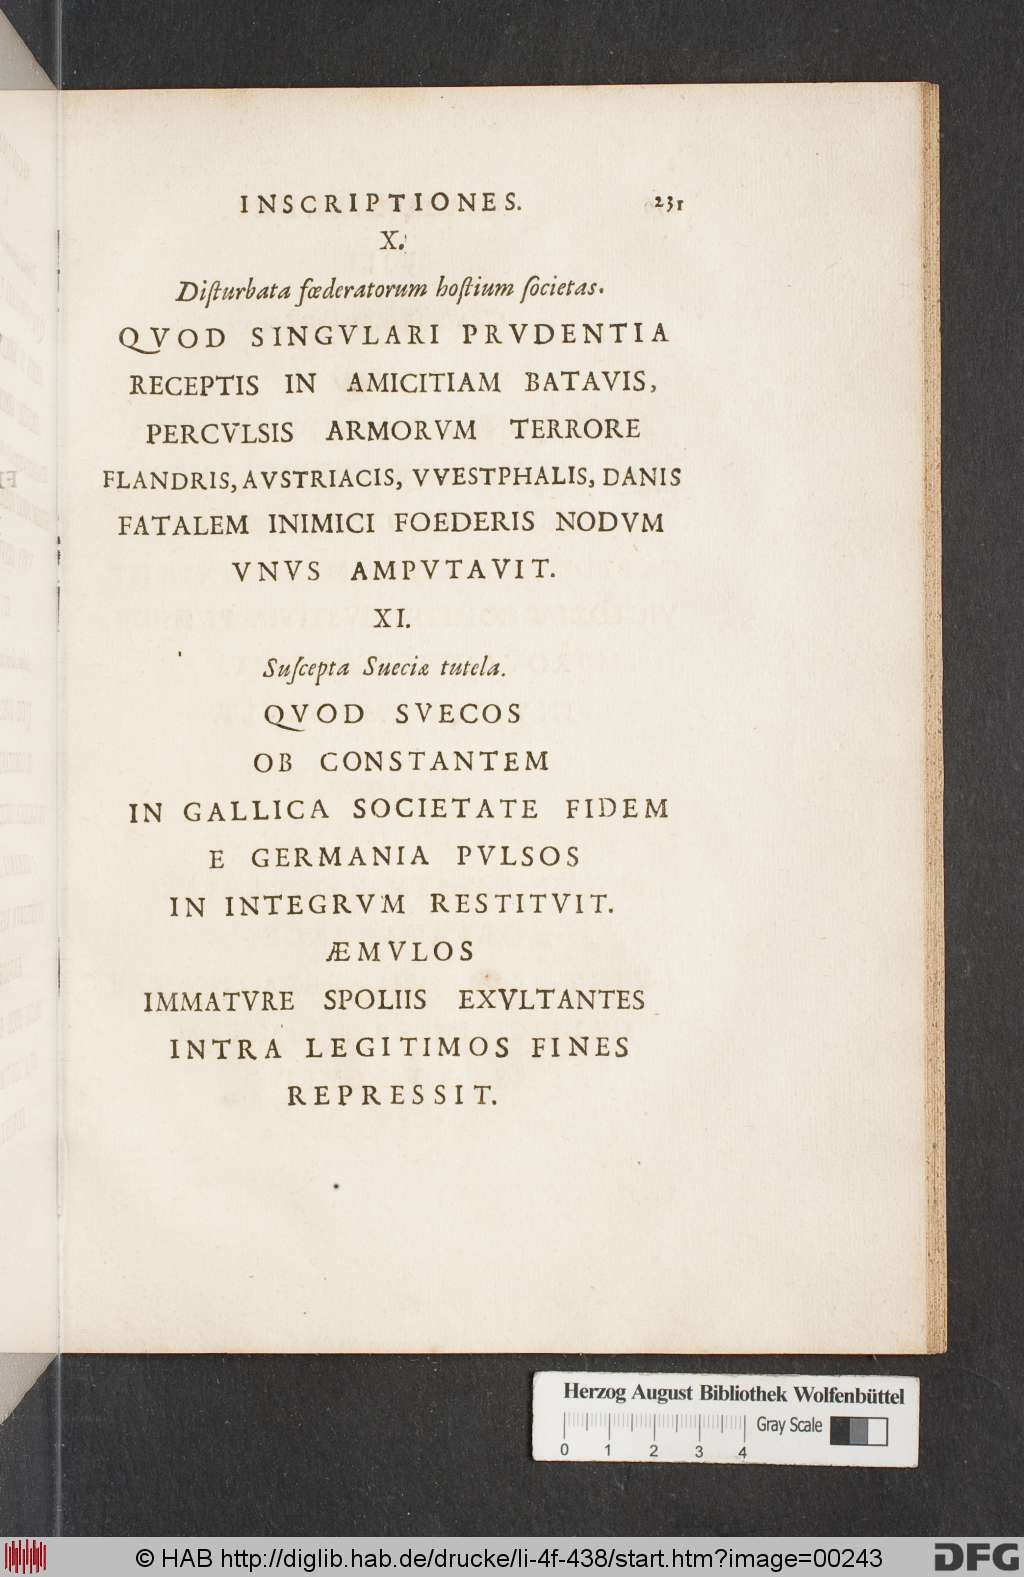 INSCRIPTIONES. 231
X.
Diſturbata fœderatorum hoſtium ſocietas.
QVOD SINGVLARI PRVDENTIA
RECEPTIS IN AMICITIAM BATAVIS,
PERCVLSIS ARMORVM TERRORE
FLANDRIS, AVSTRIACIS, VVESTPHALIS, DANIS
FATALEM INIMICI FOEDERIS NODVM
VNVS AMPVTAVIT.
XI.
Suſcepta Sueciæ tutela.
QVOD SVECOS
OB CONSTANTEM
IN GALLICA SOCIETATE FIDEM
E GERMANIA PVLSOS
IN INTEGRVM RESTITVIT.
ÆMVLOS
IMMATVRE SPOLIIS EXVLTANTES
INTRA LEGITIMOS FINES
REPRESSIT.
Herzog August Bibliothek Wolfenbüttel
Gray Scale
0 1 2 3 4
© HAB http://diglib.hab.de/drucke/li-4f-438/start.htm?image=00243
DFG